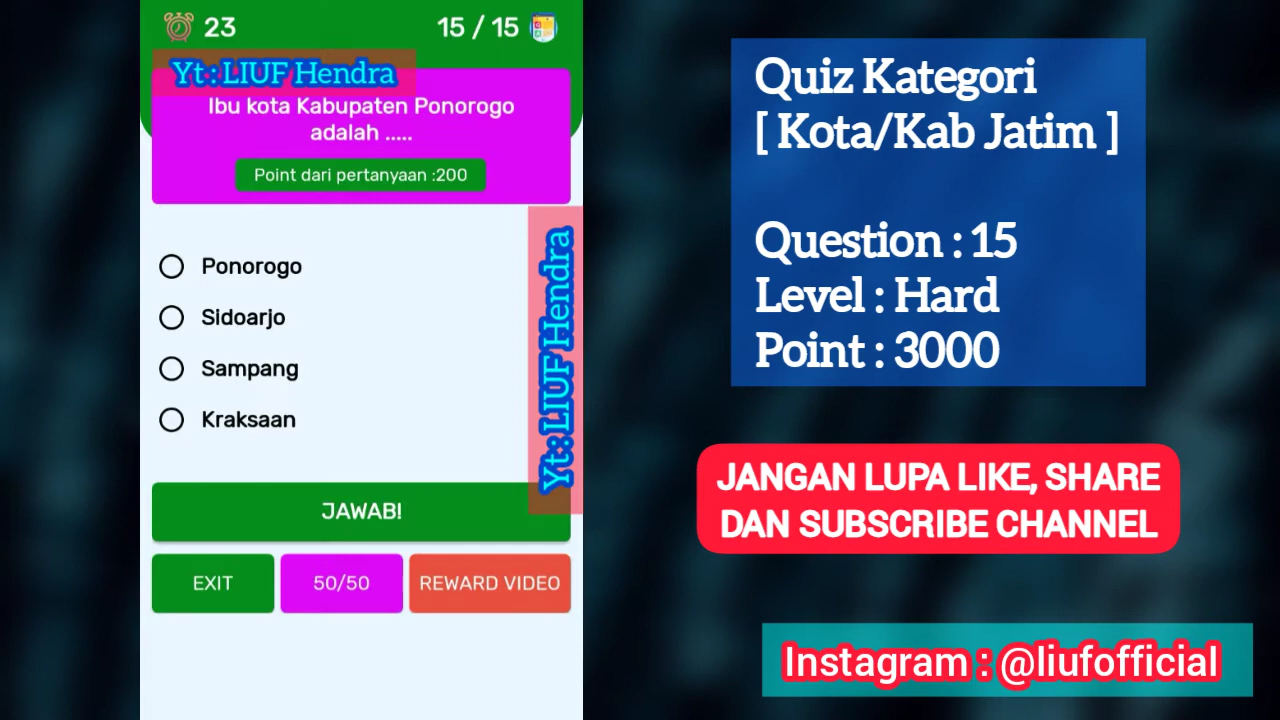 23
15 / 15
Yt : LIUF Hendra
Ibu kota Kabupaten Ponorogo
adalah .....
Point dari pertanyaan :200
Ponorogo
Sidoarjo
Sampang
Kraksaan
Yt : LIUF Hendra
JAWAB!
EXIT
50/50
REWARD VIDEO
Quiz Kategori
[ Kota/Kab Jatim ]
Question : 15
Level : Hard
Point : 3000
JANGAN LUPA LIKE, SHARE
DAN SUBSCRIBE CHANNEL
Instagram : @liufofficial